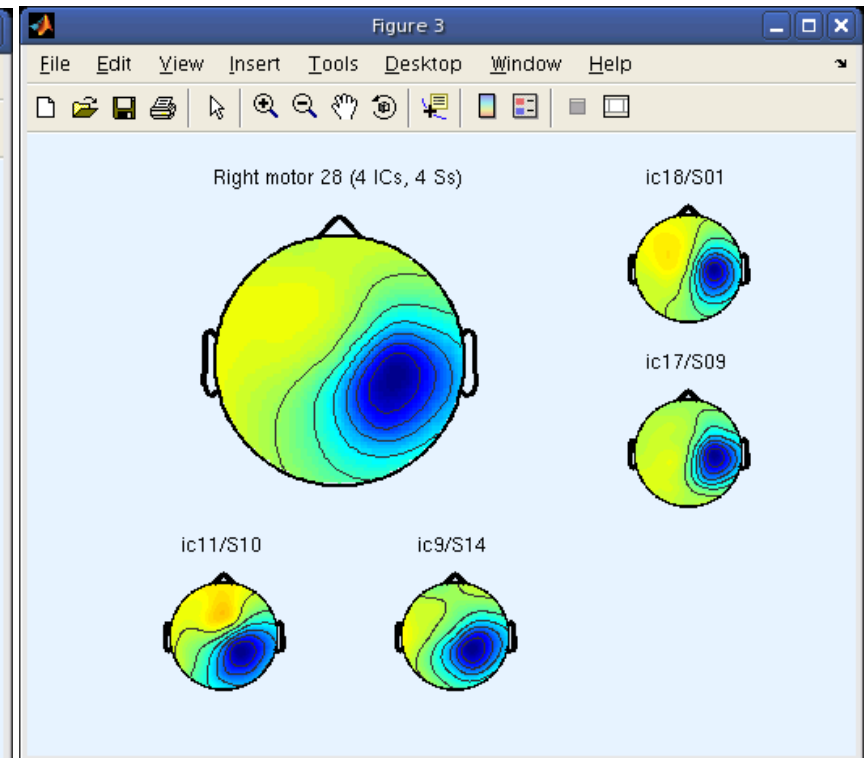 Figure 3
File Edit View Insert Tools Desktop Window Help
Right motor 28 (4 ICs, 4 Ss)
ic18/S01
ic17/S09
ic11/S10
ic9/S14